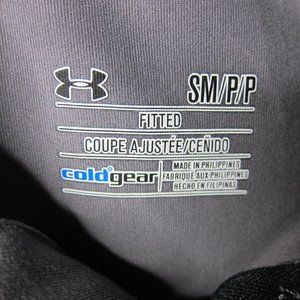 SM/P/P
FITTED
COUPE AJUSTÉE/CEÑIDO
coldgear
MADE IN PHILIPPINES
FABRIQUÉ AUX PHILIPPINES
HECHO EN FILIPINAS